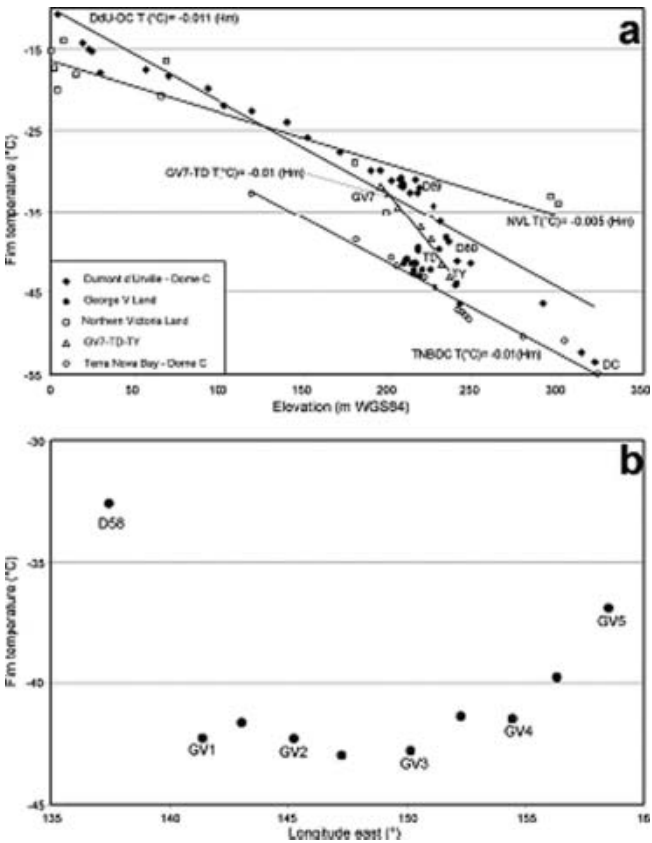 DdU-DC T (°C)= -0.011 (Hm)
a
-15
-25
-35
-45
-55
Firn temperature (°C)
GV7-TD T(°C)= -0.01 (Hm)
GV7
D59
NVL T(°C)= -0.005 (Hm)
D80
TD
TY
Dumont d'Urville - Dome C
George V Land
Northern Victoria Land
GV7-TD-TY
Terra Nova Bay - Dome C
TNBDC T(°C)= -0.01(Hm)
DC
0 50 100 150 200 250 300 350
Elevation (m WGS84)
b
-30
-35
-40
-45
Firn temperature (°C)
D58
GV5
GV1
GV2
GV3
GV4
135 140 145 150 155 16
Longitude east (°)